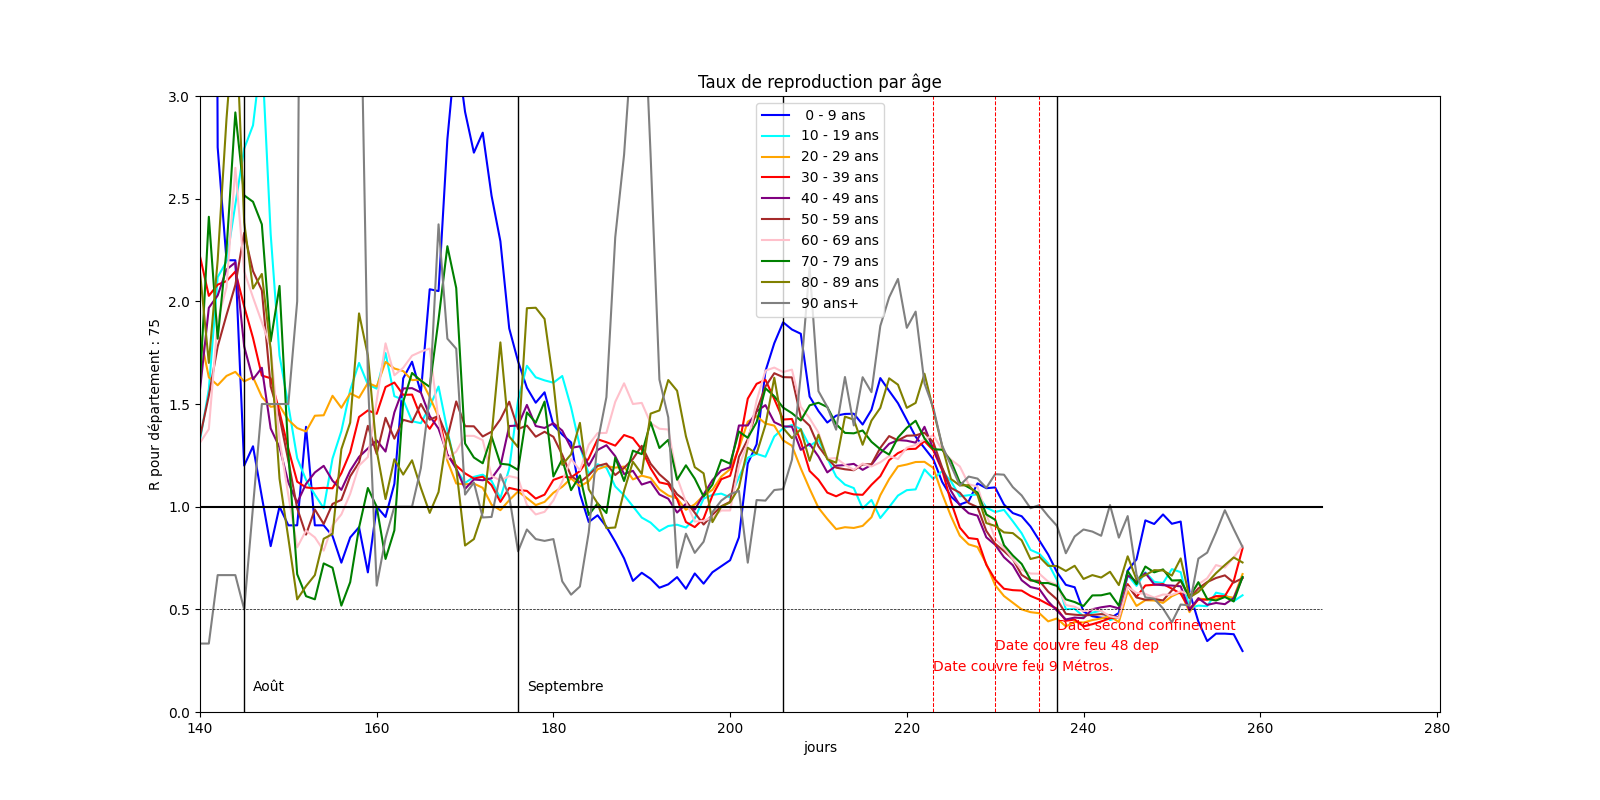 Taux de reproduction par âge
R pour département : 75
3.0
2.5
2.0
1.5
1.0
0.5
0.0
0 - 9 ans
10 - 19 ans
20 - 29 ans
30 - 39 ans
40 - 49 ans
50 - 59 ans
60 - 69 ans
70 - 79 ans
80 - 89 ans
90 ans+
Date second confinement
Date couvre feu 48 dep
Date couvre feu 9 Métros.
Août
Septembre
140
160
180
200
220
240
260
280
jours